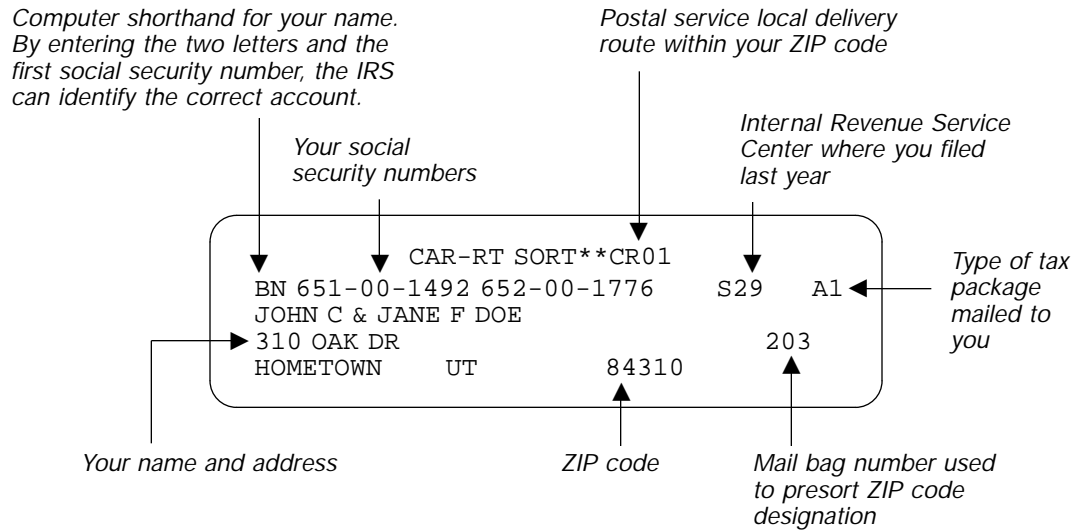 Computer shorthand for your name.
By entering the two letters and the
first social security number, the IRS
can identify the correct account.
Postal service local delivery
route within your ZIP code
Your social
security numbers
Internal Revenue Service
Center where you filed
last year
CAR-RT SORT**CR01
BN 651-00-1492 652-00-1776 S29 A1
JOHN C & JANE F DOE
310 OAK DR 203
HOMETOWN UT 84310
Type of tax
package
mailed to
you
Your name and address
ZIP code
Mail bag number used
to presort ZIP code
designation